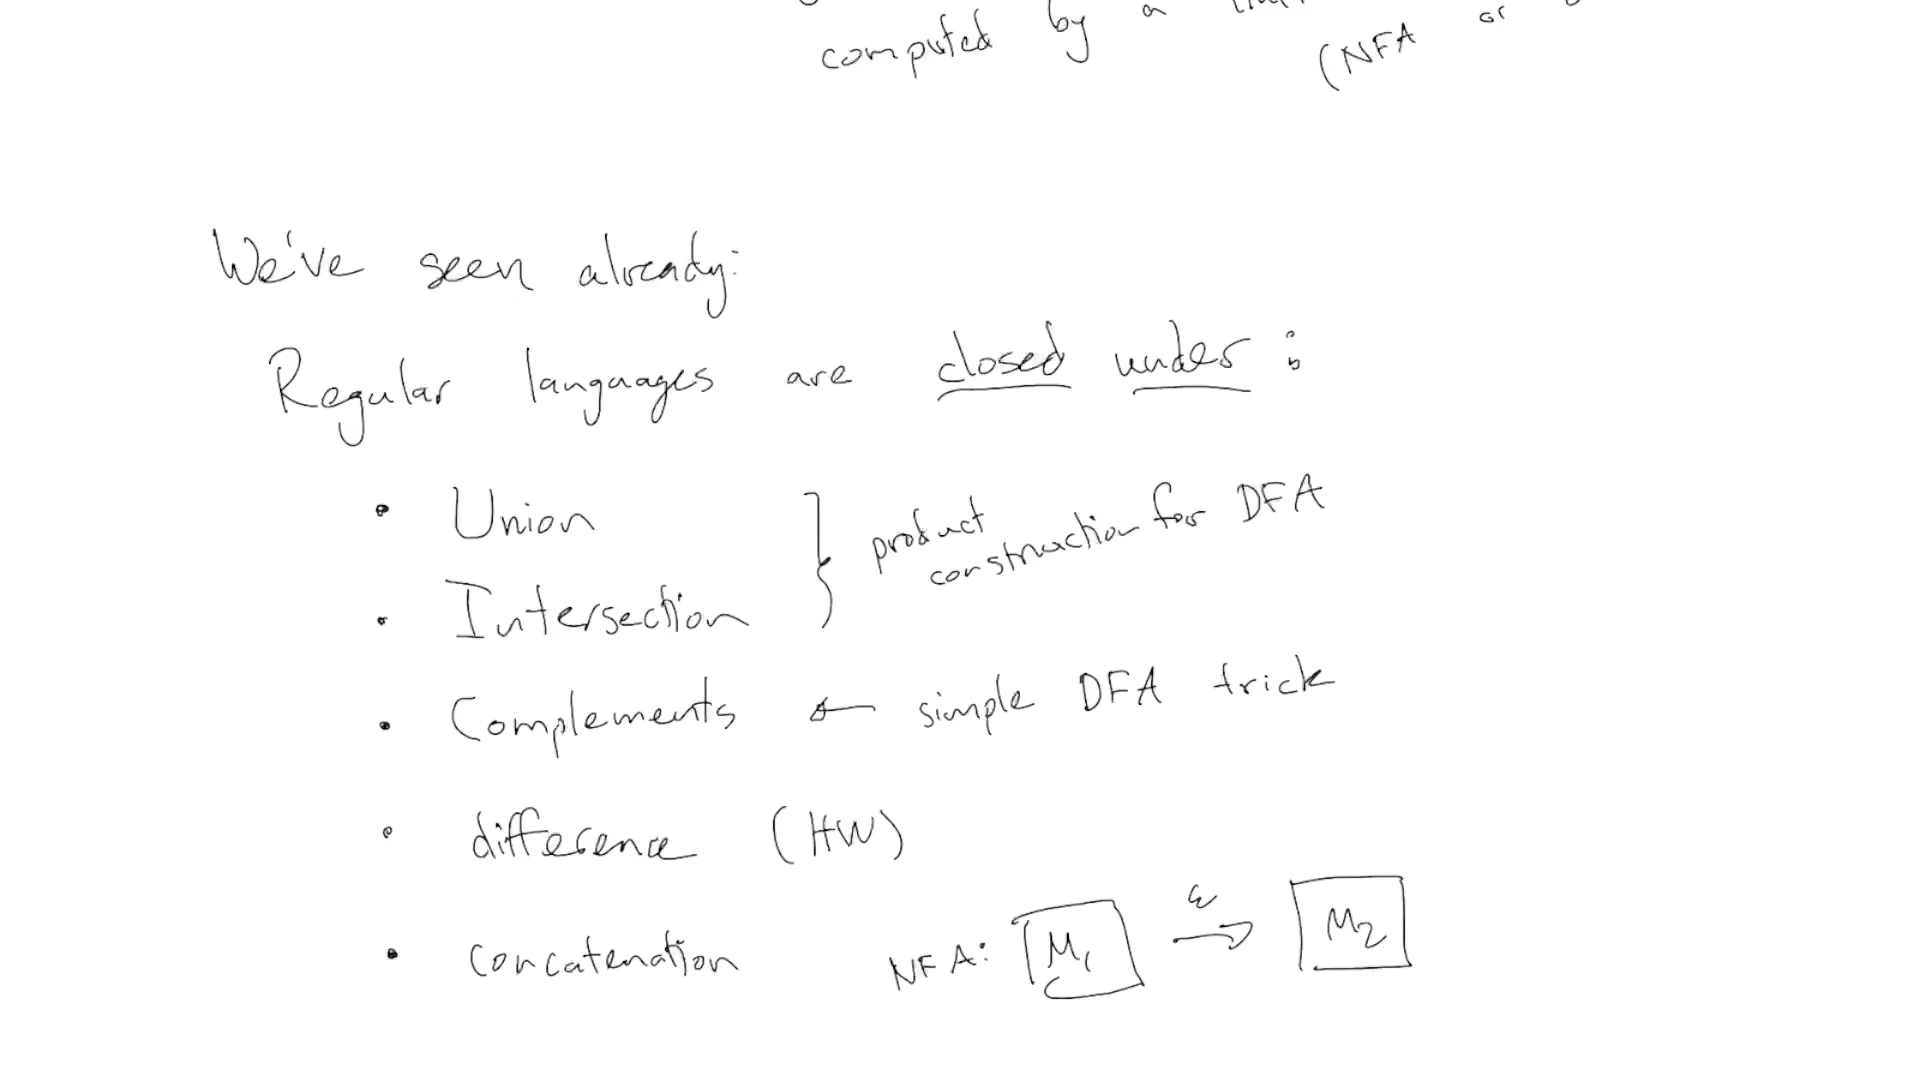 computed by a
(NFA or
We've seen already:
Regular languages are closed under:
• Union
product construction for DFA
• Intersection
• Complements ← simple DFA trick
• difference (HW)
• concatenation NFA: M₁ ε→ M₂